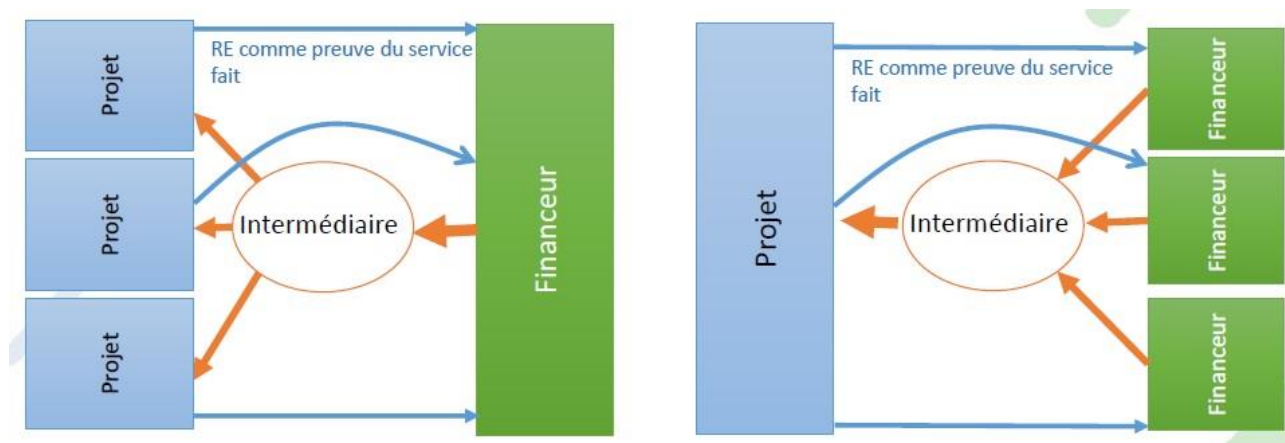 Projet
RE comme preuve du service
fait
Projet
Intermédiaire
Financeur
Projet
Projet
RE comme preuve du service
fait
Intermédiaire
Financeur
Financeur
Financeur